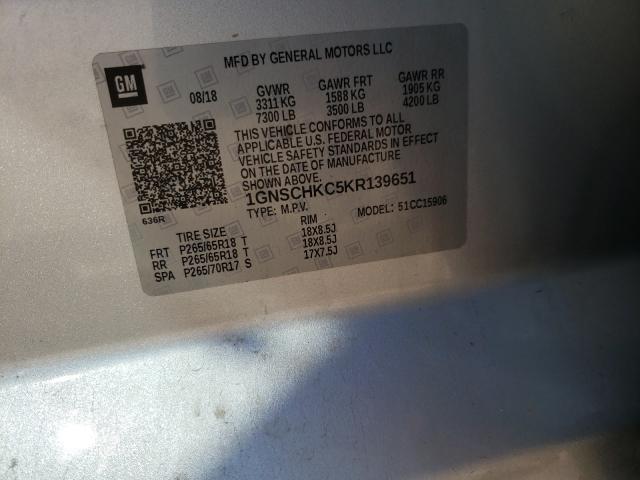 MFD BY GENERAL MOTORS LLC
GM
08/18
GVWR GAWR FRT GAWR RR
3311 KG 1588 KG 1905 KG
7300 LB 3500 LB 4200 LB
THIS VEHICLE CONFORMS TO ALL
APPLICABLE U.S. FEDERAL MOTOR
VEHICLE SAFETY STANDARDS IN EFFECT
ON THE DATE OF MANUFACTURE
SHOWN ABOVE.
1GNSCHKC5KR139651
636R
TYPE: M.P.V. MODEL: 51CC15906
TIRE SIZE RIM
FRT P265/65R18 T 18X8.5J
RR P265/65R18 T 18X8.5J
SPA P265/70R17 S 17X7.5J